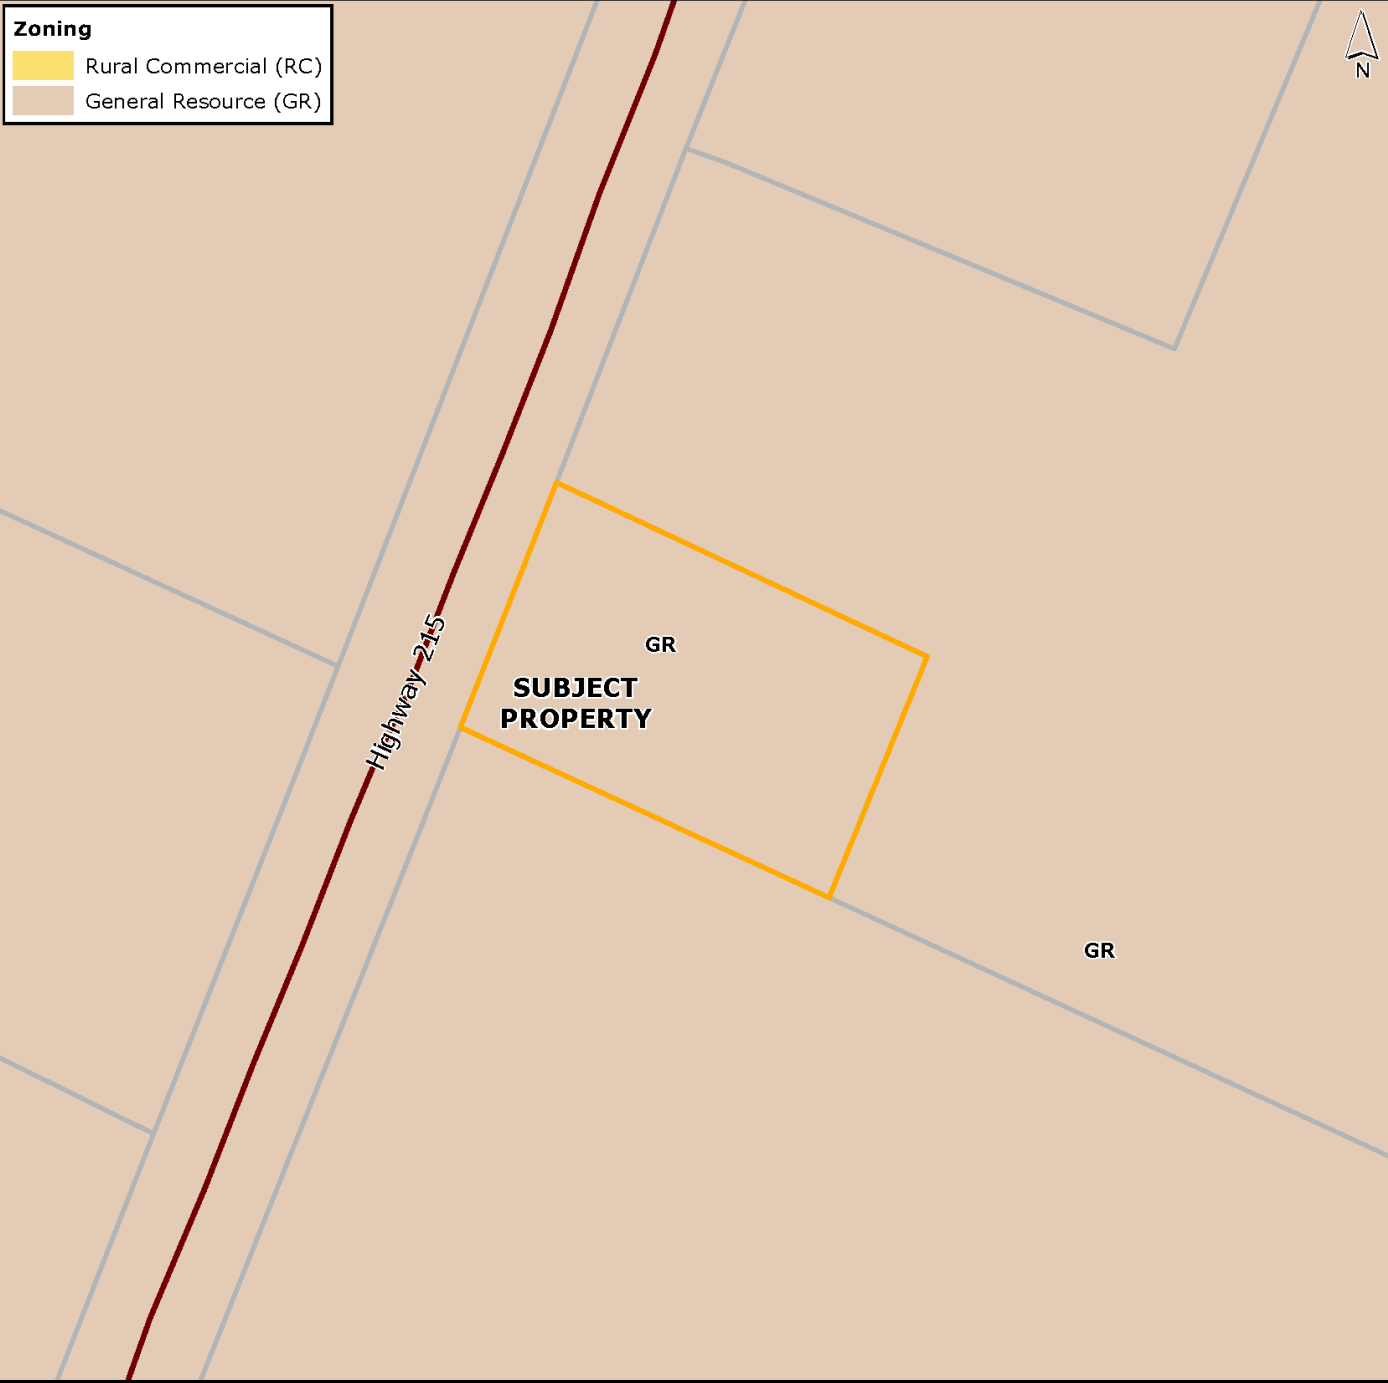 Zoning
Rural Commercial (RC)
General Resource (GR)
N
GR
SUBJECT
PROPERTY
Highway 215
GR